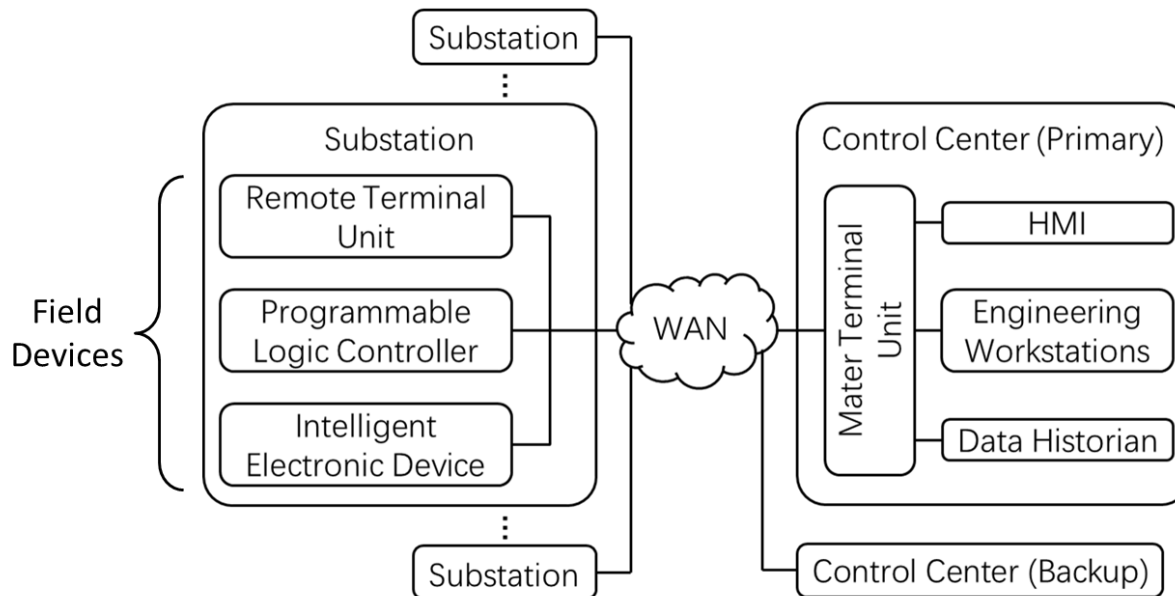 Substation
Substation
Remote Terminal
Unit
Programmable
Logic Controller
Intelligent
Electronic Device
Field
Devices
Substation
WAN
Control Center (Primary)
Mater Terminal
Unit
HMI
Engineering
Workstations
Data Historian
Control Center (Backup)